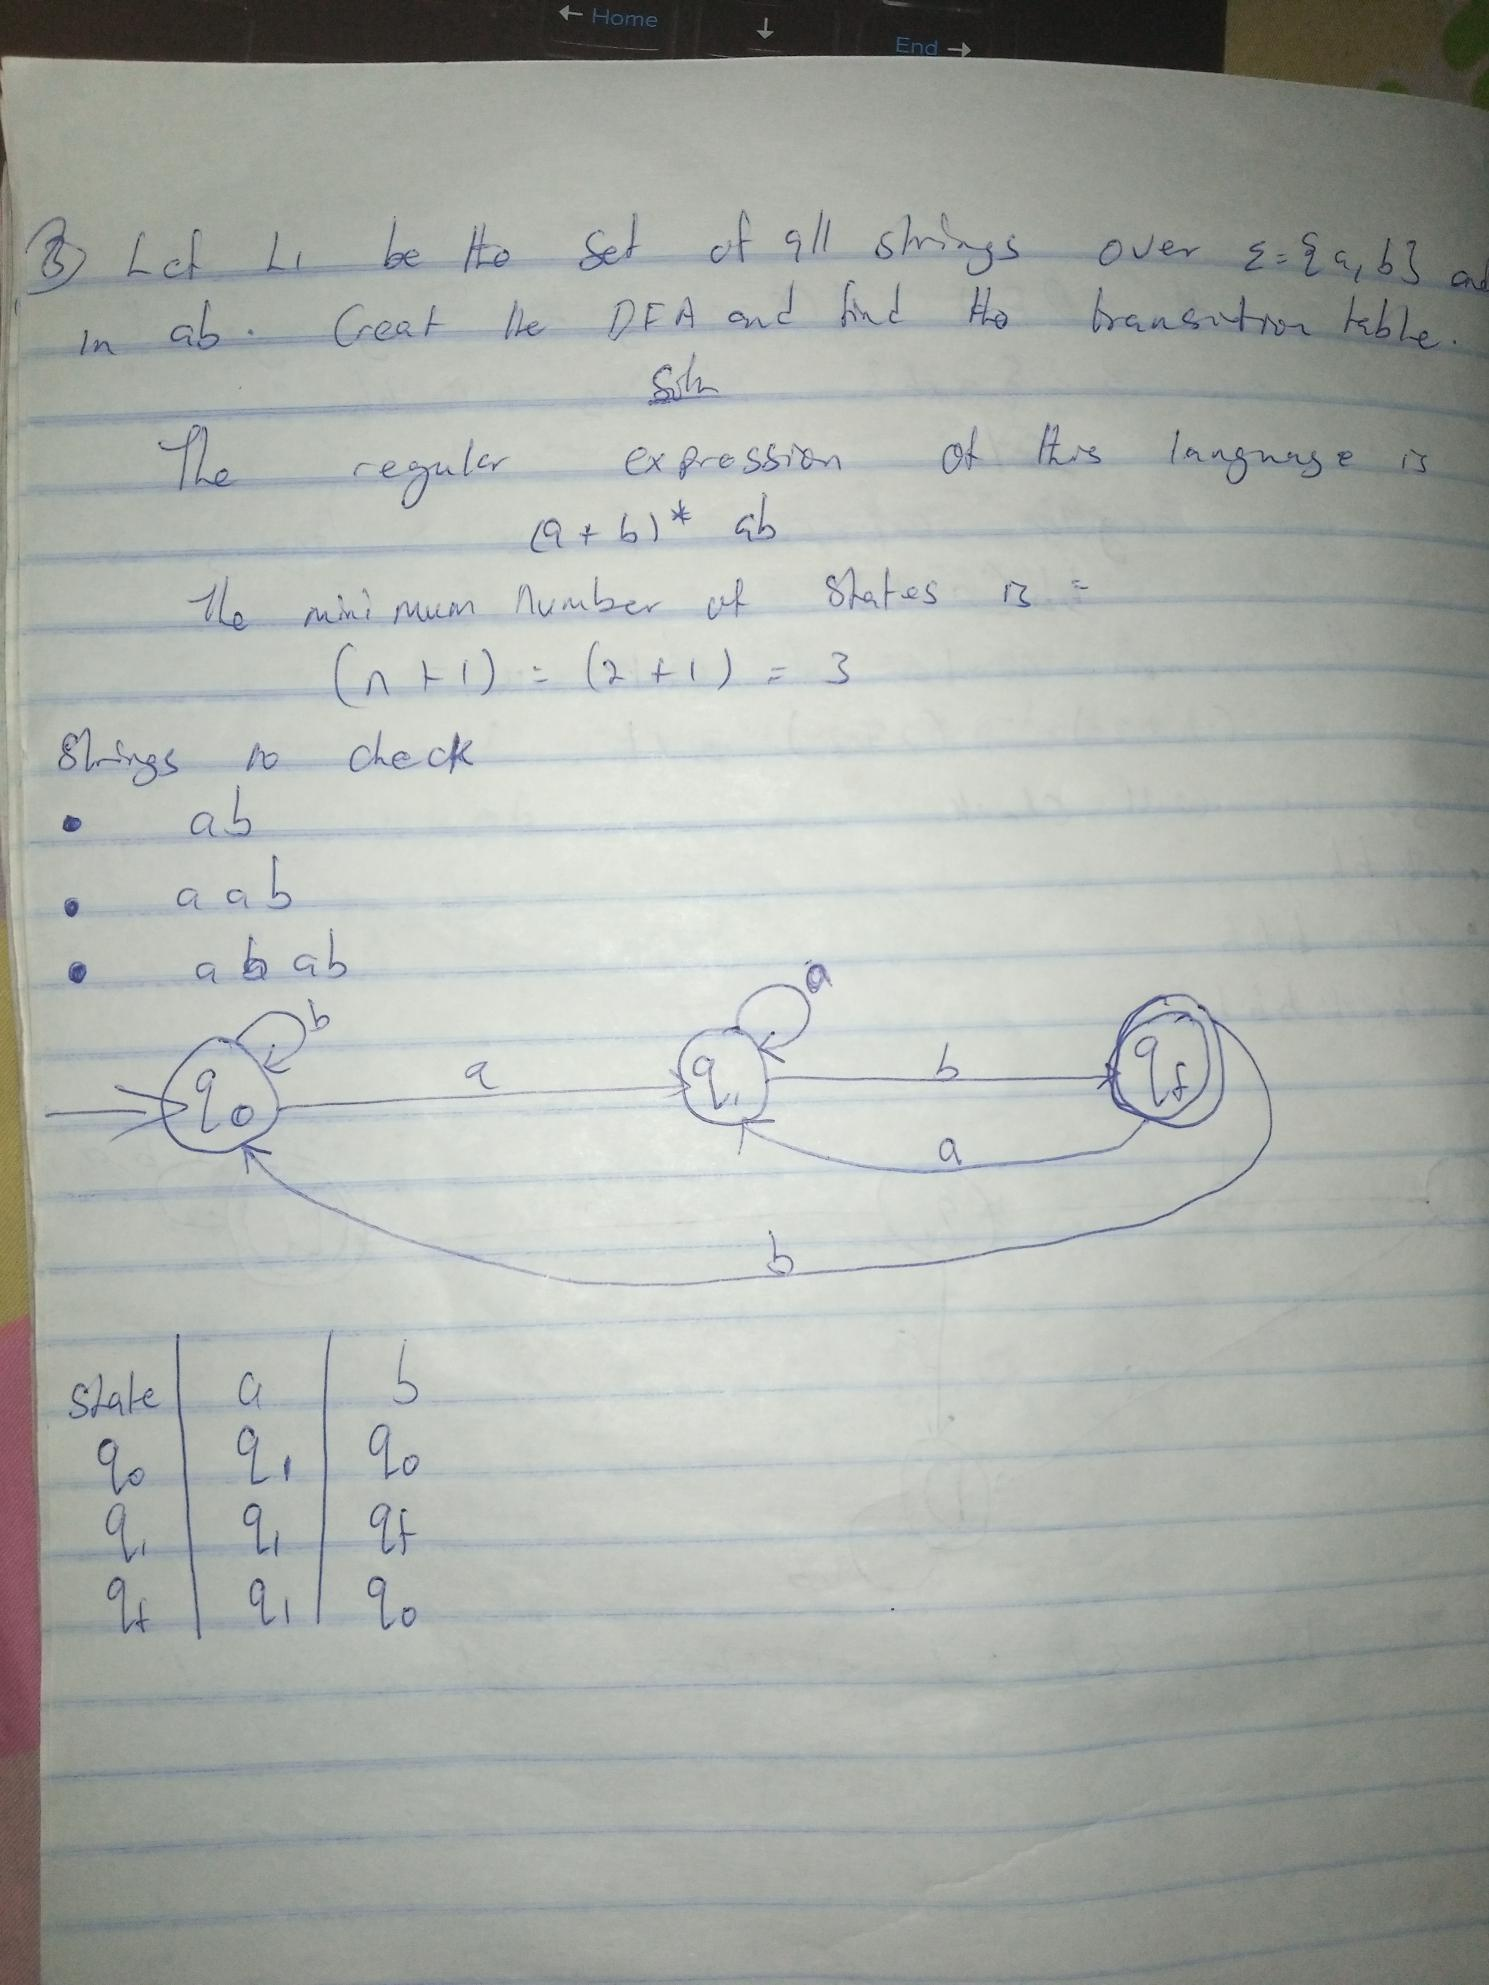 ← Home
↓
End →
3) Let L1 be the set of all strings over Σ={a, b} end
in ab. Creat the DFA and find the transition table.
Soln
The regular expression of this language is
(a + b)* ab
The minimum number of states is =
(n + 1) = (2 + 1) = 3
Strings to check
• ab
• aab
• abab
b
a
q0 a q1 b qf
a
b
State a b
q0 q1 q0
q1 q1 qf
qf q1 q0